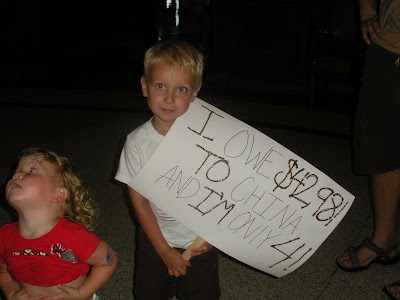 I OWE $42,981
TO CHINA
AND I'M ONLY 4!